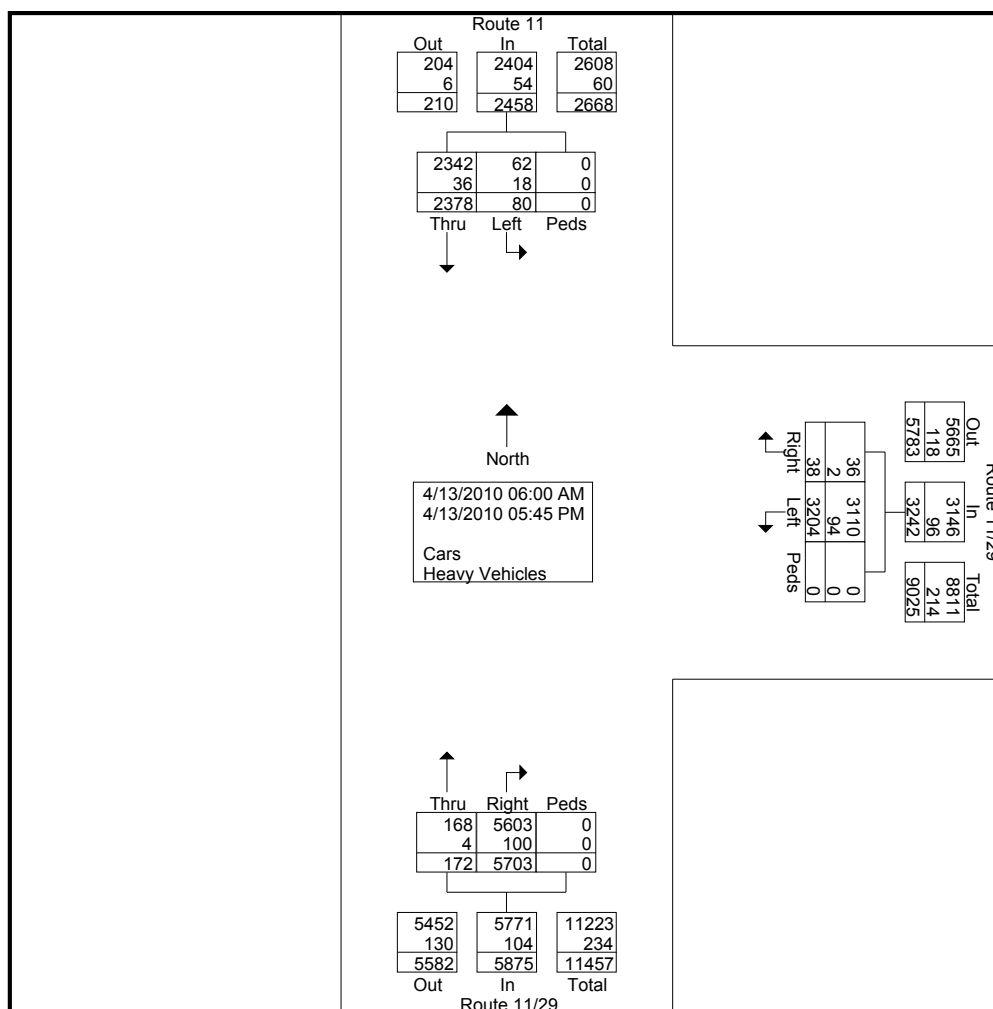 Route 11
Out In Total
204 2404 2608
6 54 60
210 2458 2668
2342 62 0
36 18 0
2378 80 0
Thru Left Peds
North
4/13/2010 06:00 AM
4/13/2010 05:45 PM
Cars
Heavy Vehicles
Route 11/29
Out In Total
5665 3146 8811
118 96 214
5783 3242 9025
36 3110 0
2 94 0
38 3204 0
Right Left Peds
Thru Right Peds
168 5603 0
4 100 0
172 5703 0
5452 5771 11223
130 104 234
5582 5875 11457
Out In Total
Route 11/29